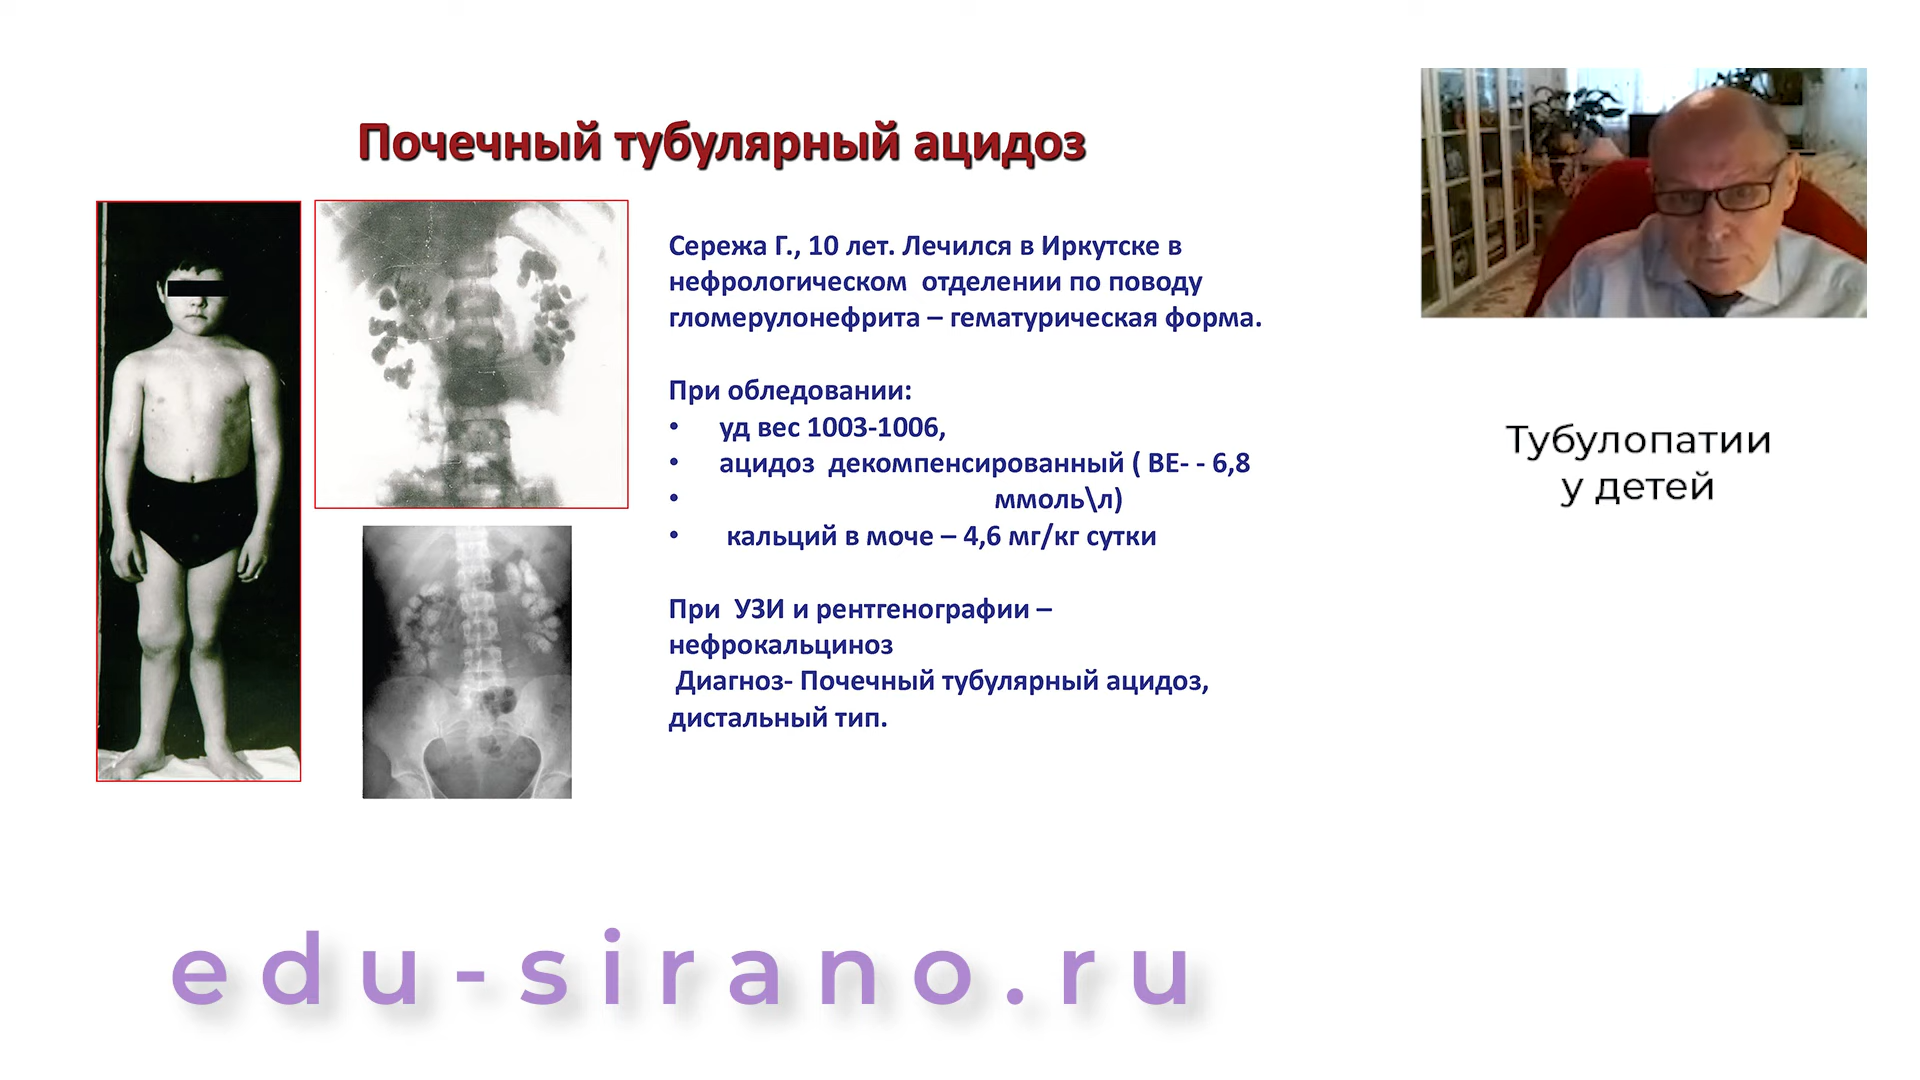 Почечный тубулярный ацидоз
Сережа Г., 10 лет. Лечился в Иркутске в
нефрологическом отделении по поводу
гломерулонефрита – гематурическая форма.
При обледовании:
• уд вес 1003-1006,
• ацидоз декомпенсированный ( ВЕ- - 6,8
• ммоль\л)
• кальций в моче – 4,6 мг/кг сутки
При УЗИ и рентгенографии –
нефрокальциноз
Диагноз- Почечный тубулярный ацидоз,
дистальный тип.
Тубулопатии
у детей
edu-sirano.ru